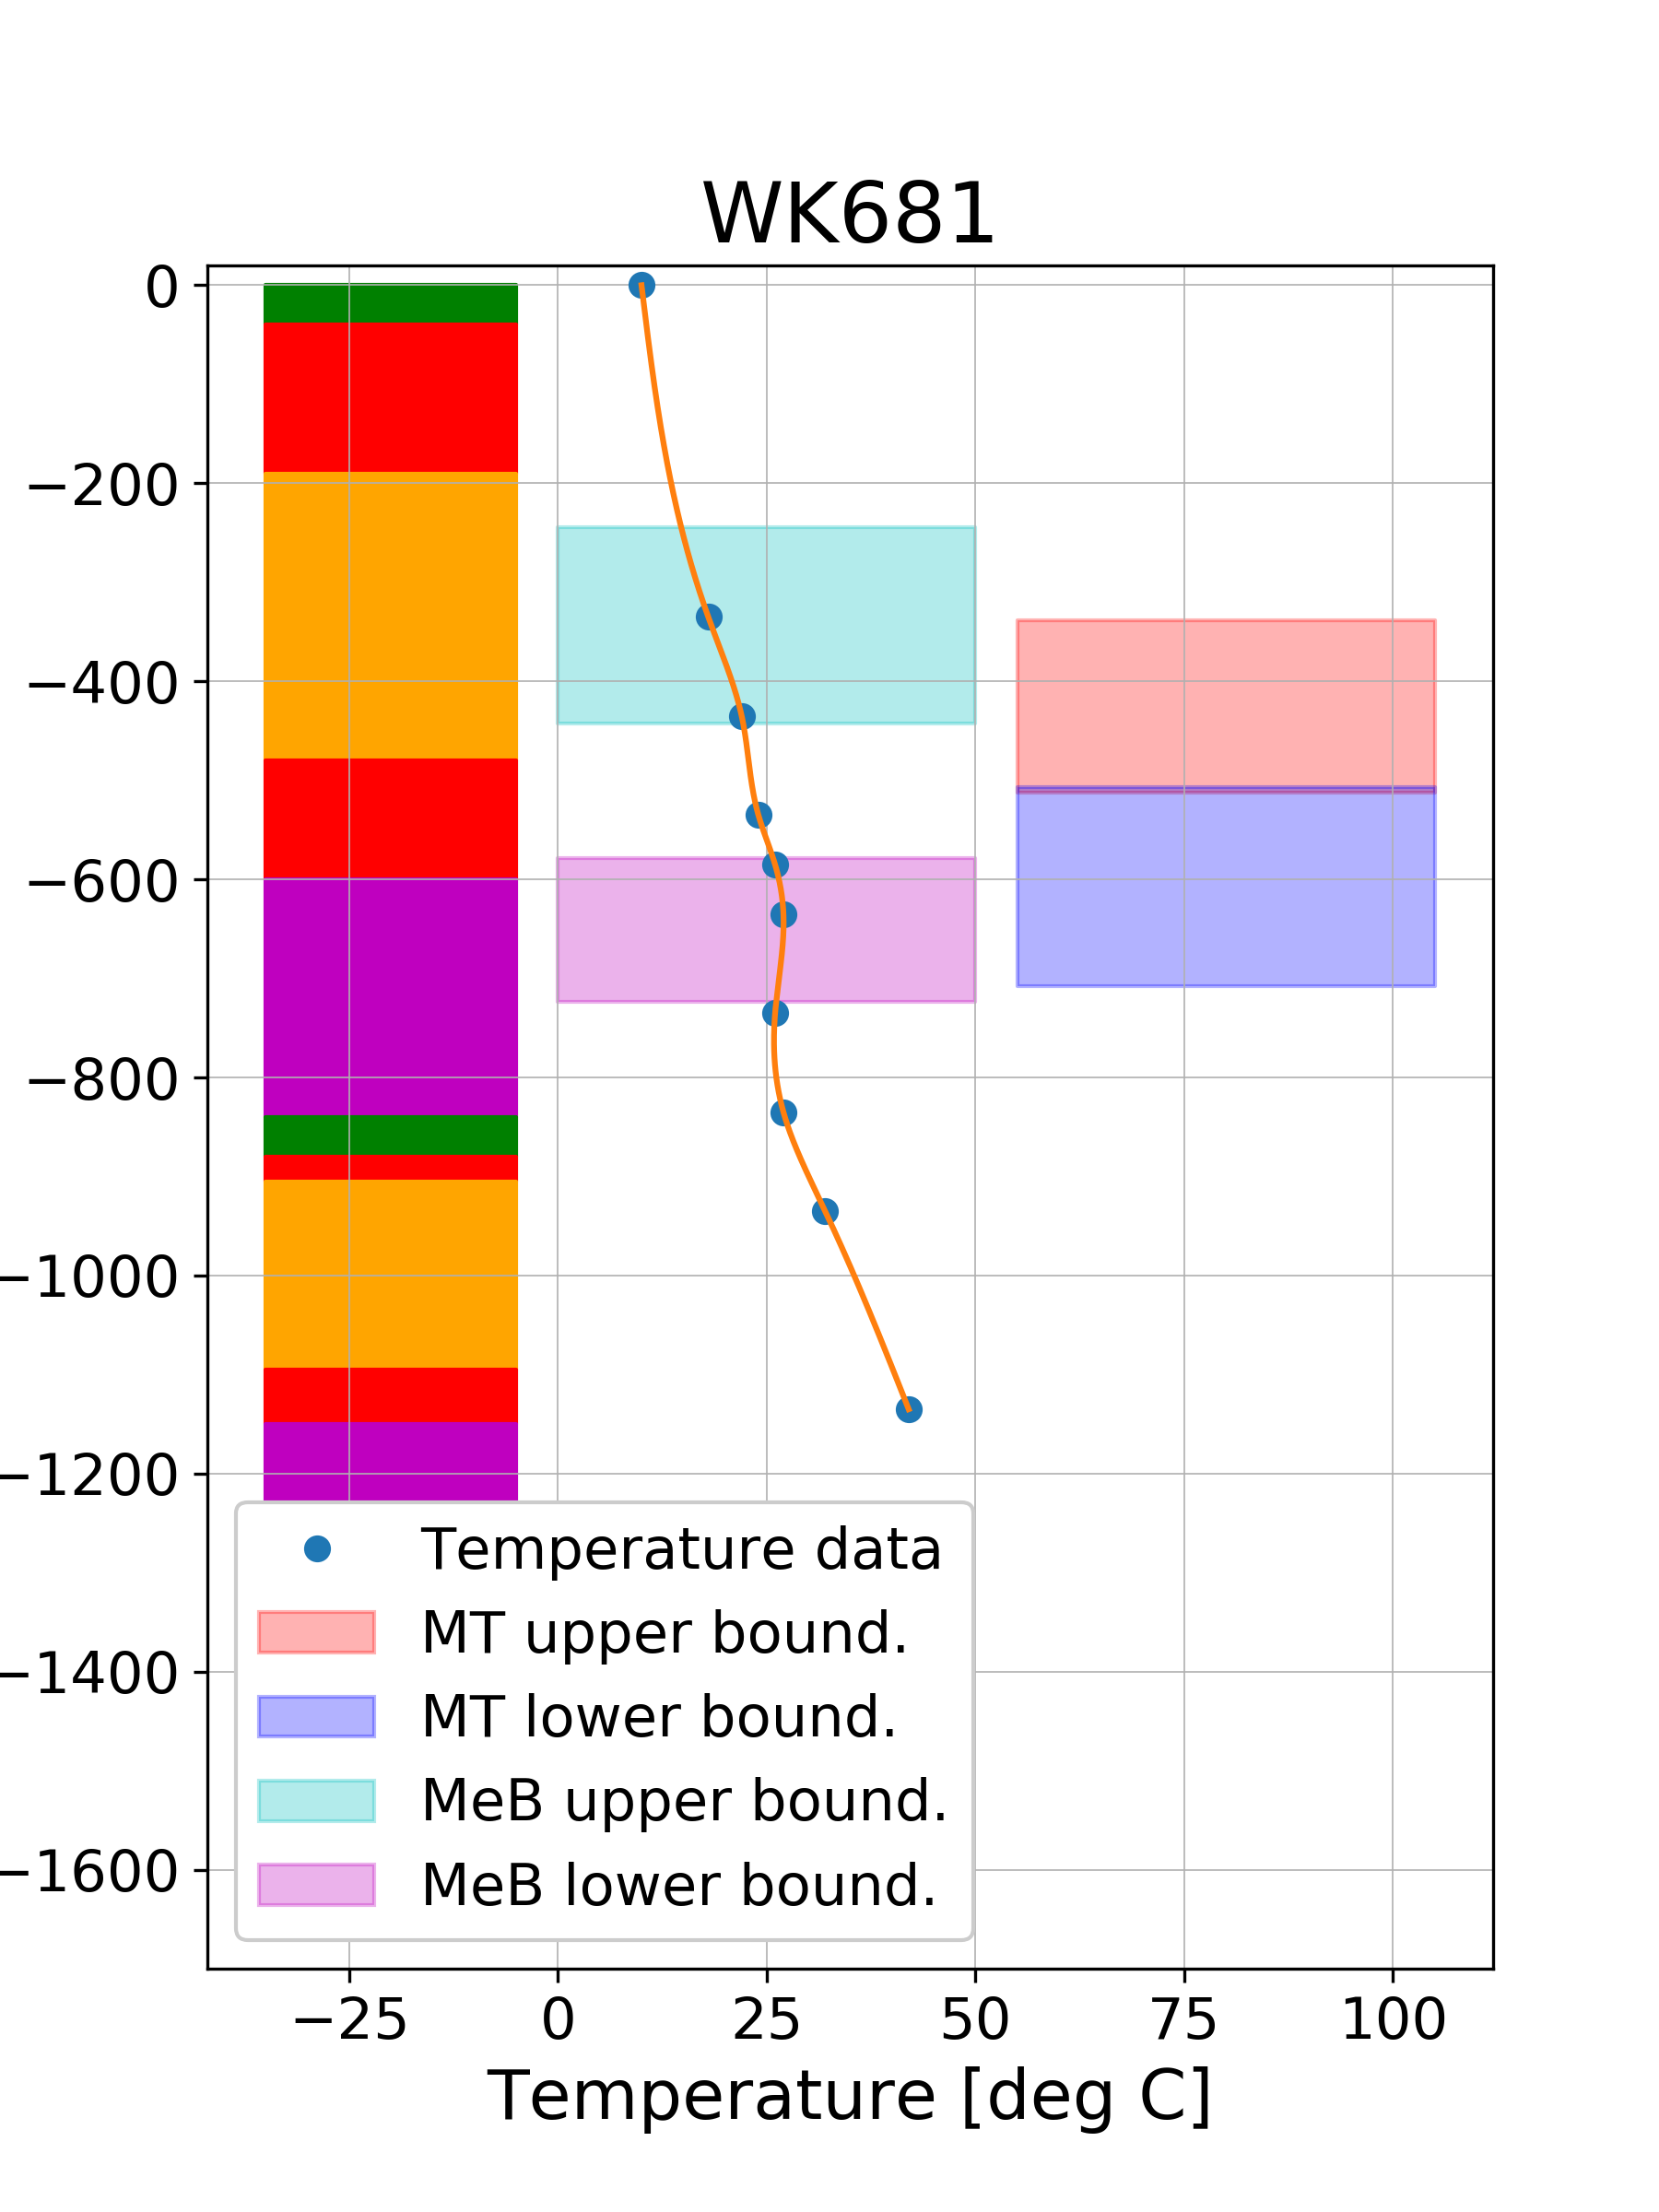 WK681
0
−200
−400
−600
−800
−1000
−1200
−1400
−1600
Temperature data
MT upper bound.
MT lower bound.
MeB upper bound.
MeB lower bound.
−25 0 25 50 75 100
Temperature [deg C]